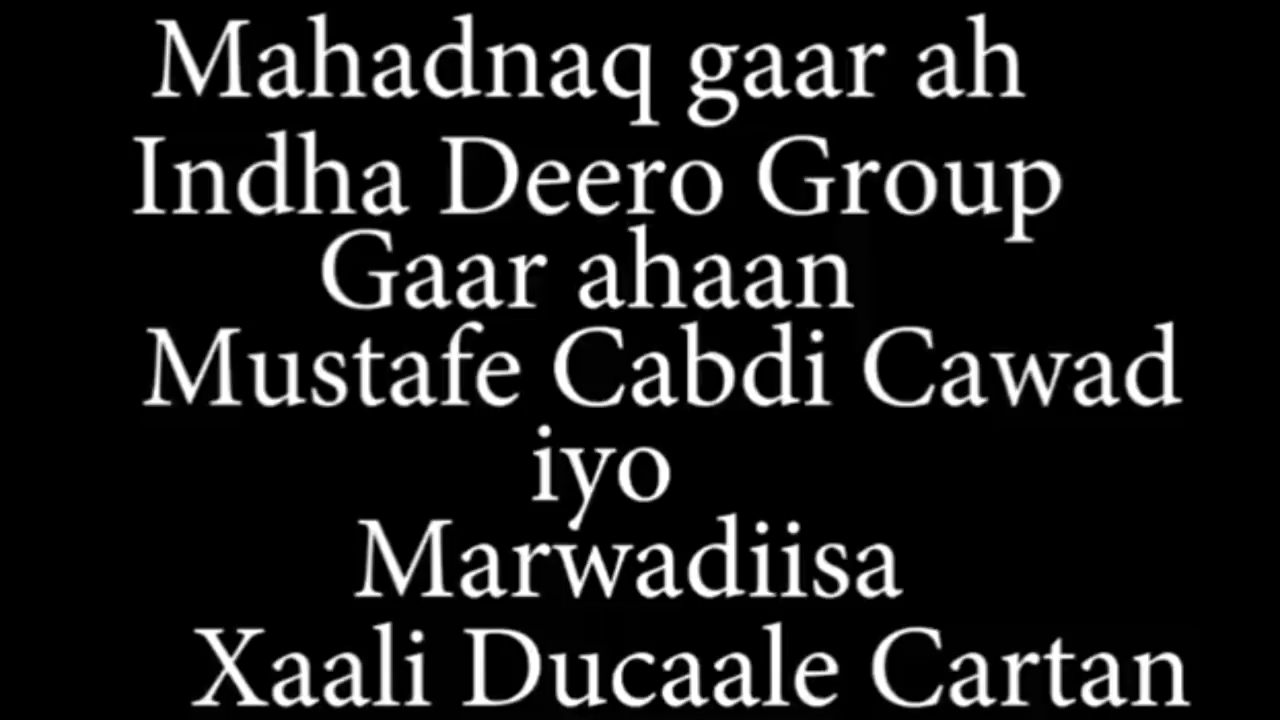 Mahadnaq gaar ah
Indha Deero Group
Gaar ahaan
Mustafe Cabdi Cawad
iyo
Marwadiisa
Xaali Ducaale Cartan